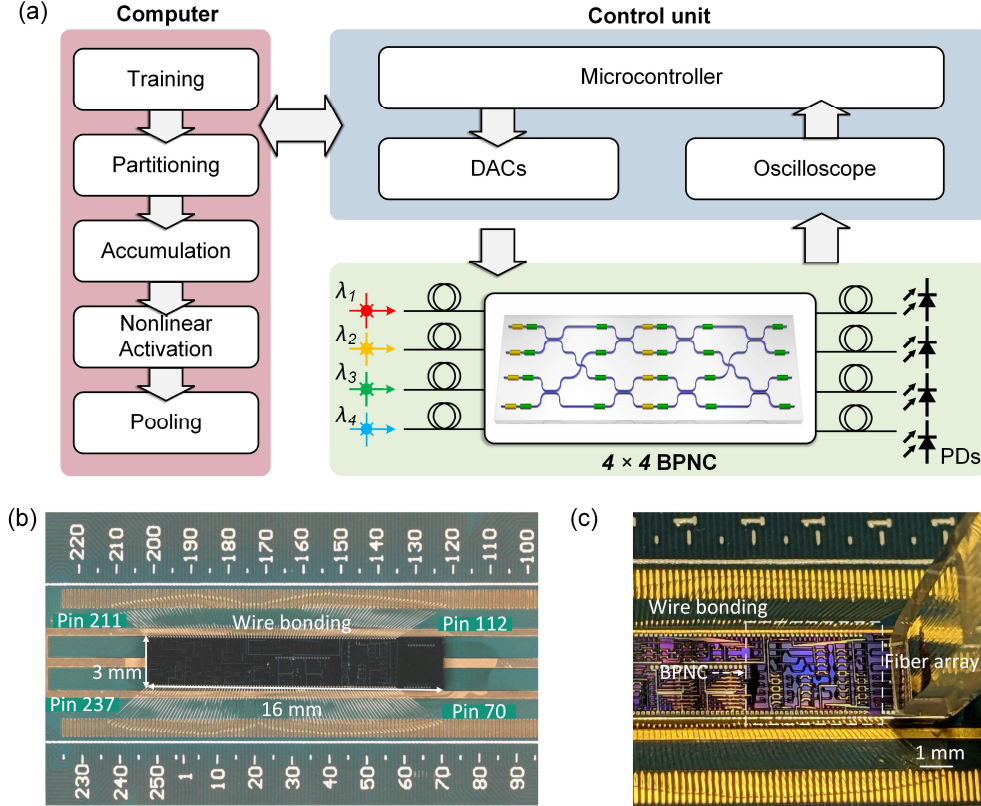 (a)
Computer
Control unit
Training
Partitioning
Accumulation
Nonlinear
Activation
Pooling
Microcontroller
DACs
Oscilloscope
λ1
λ2
λ3
λ4
4 × 4 BPNC
PDs
(b)
-220
-210
-200
-190
-180
-170
-160
-150
-140
-130
-120
-110
-100
Pin 211
Wire bonding
Pin 112
3 mm
16 mm
Pin 237
Pin 70
230-
240-
250-
1
10-
20-
30-
40-
50-
60-
70-
80-
90-
(c)
Wire bonding
BPNC
Fiber array
1 mm